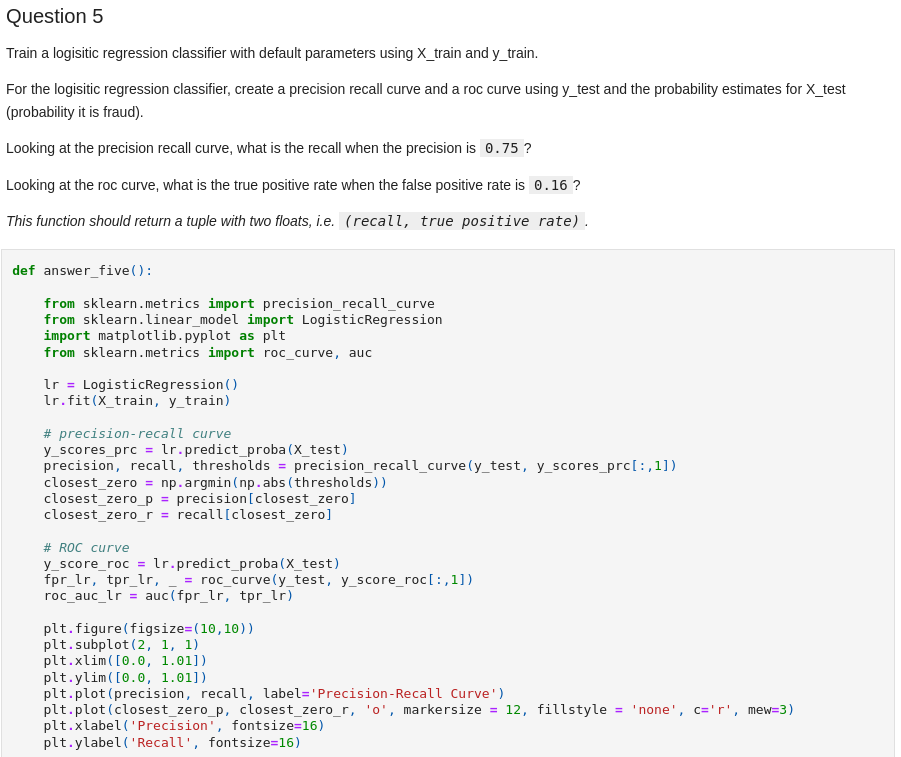 Question 5
Train a logisitic regression classifier with default parameters using X_train and y_train.
For the logisitic regression classifier, create a precision recall curve and a roc curve using y_test and the probability estimates for X_test
(probability it is fraud).
Looking at the precision recall curve, what is the recall when the precision is 0.75 ?
Looking at the roc curve, what is the true positive rate when the false positive rate is 0.16 ?
This function should return a tuple with two floats, i.e. (recall, true positive rate) .
def answer_five():
    from sklearn.metrics import precision_recall_curve
    from sklearn.linear_model import LogisticRegression
    import matplotlib.pyplot as plt
    from sklearn.metrics import roc_curve, auc
    lr = LogisticRegression()
    lr.fit(X_train, y_train)
    # precision-recall curve
    y_scores_prc = lr.predict_proba(X_test)
    precision, recall, thresholds = precision_recall_curve(y_test, y_scores_prc[:,1])
    closest_zero = np.argmin(np.abs(thresholds))
    closest_zero_p = precision[closest_zero]
    closest_zero_r = recall[closest_zero]
    # ROC curve
    y_score_roc = lr.predict_proba(X_test)
    fpr_lr, tpr_lr, _ = roc_curve(y_test, y_score_roc[:,1])
    roc_auc_lr = auc(fpr_lr, tpr_lr)
    plt.figure(figsize=(10,10))
    plt.subplot(2, 1, 1)
    plt.xlim([0.0, 1.01])
    plt.ylim([0.0, 1.01])
    plt.plot(precision, recall, label='Precision-Recall Curve')
    plt.plot(closest_zero_p, closest_zero_r, 'o', markersize = 12, fillstyle = 'none', c='r', mew=3)
    plt.xlabel('Precision', fontsize=16)
    plt.ylabel('Recall', fontsize=16)